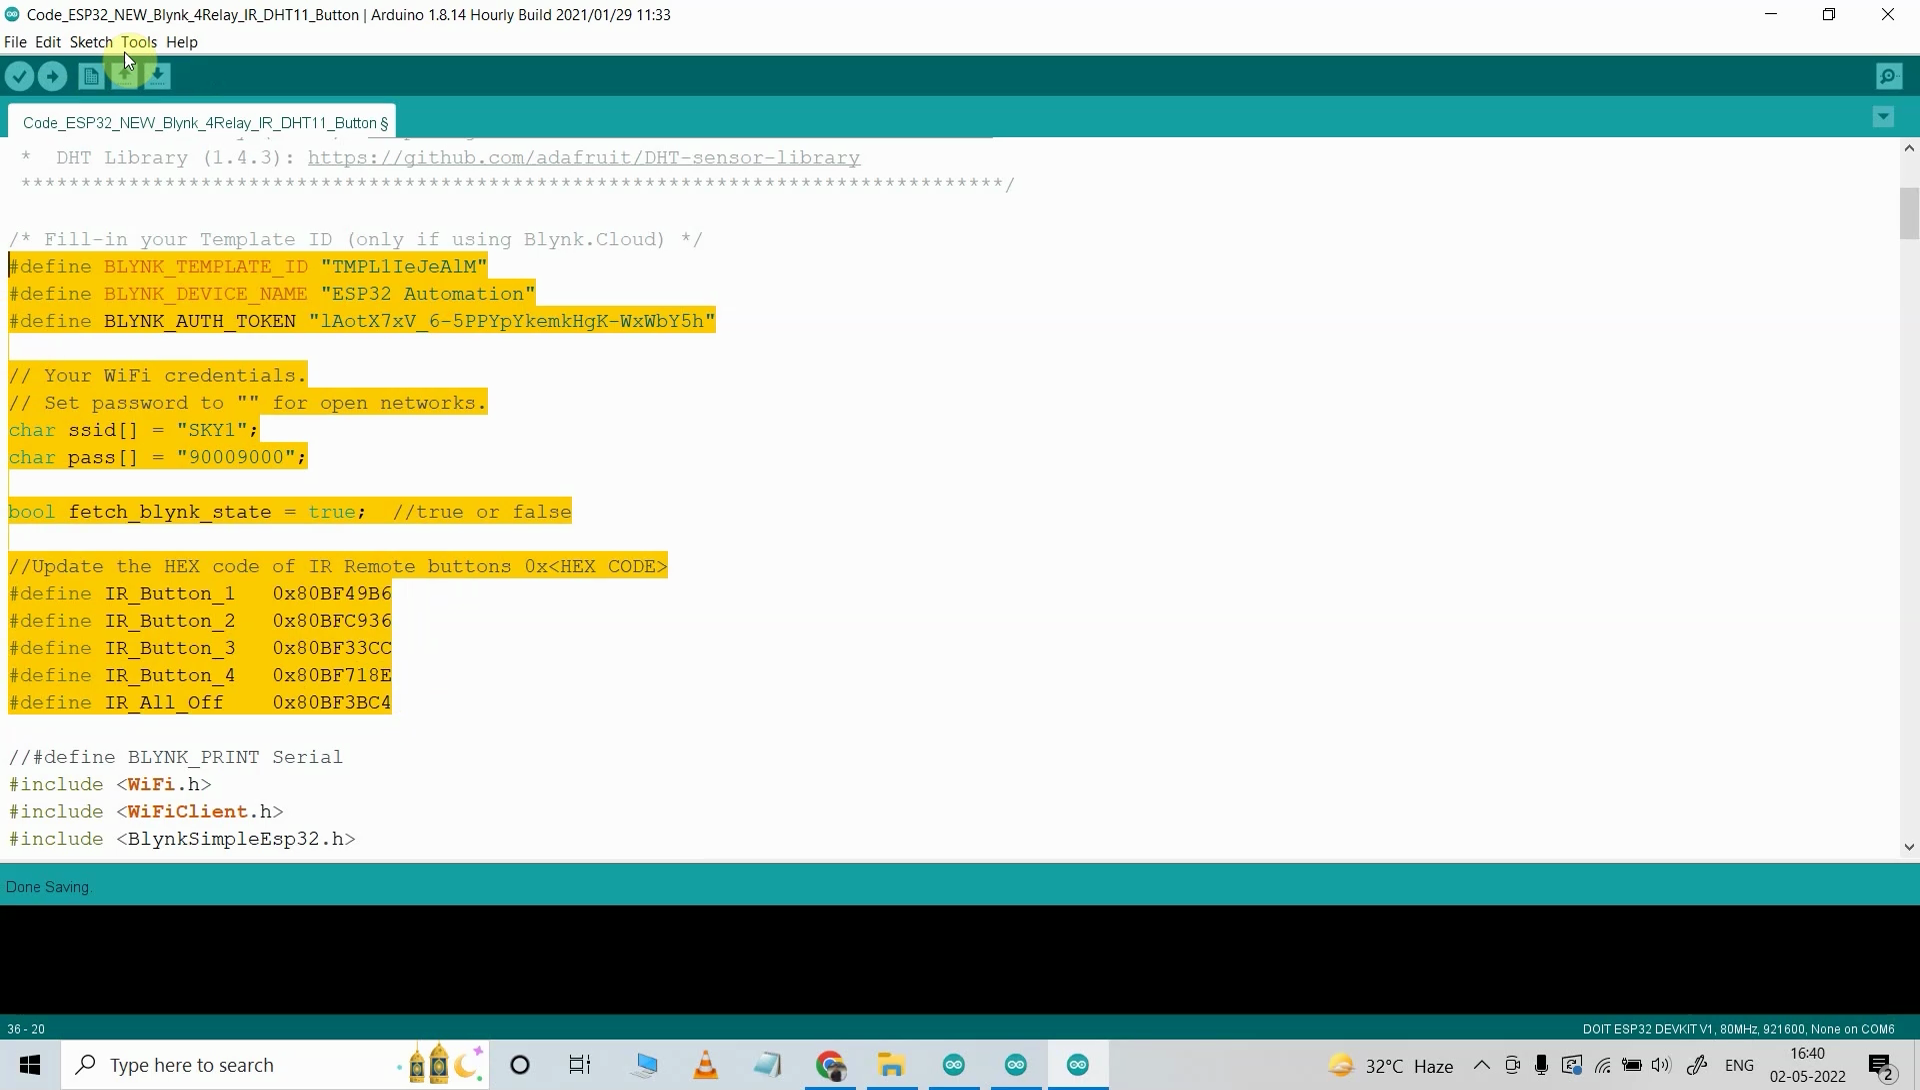 Code_ESP32_NEW_Blynk_4Relay_IR_DHT11_Button | Arduino 1.8.14 Hourly Build 2021/01/29 11:33
File Edit Sketch Tools Help
Code_ESP32_NEW_Blynk_4Relay_IR_DHT11_Button §
* DHT Library (1.4.3): https://github.com/adafruit/DHT-sensor-library
**********************************************************************************/
/* Fill-in your Template ID (only if using Blynk.Cloud) */
#define BLYNK_TEMPLATE_ID "TMPL1IeJeAlM"
#define BLYNK_DEVICE_NAME "ESP32 Automation"
#define BLYNK_AUTH_TOKEN "lAotX7xV_6-5PPYpYkemkHgK-WxWbY5h"
// Your WiFi credentials.
// Set password to "" for open networks.
char ssid[] = "SKY1";
char pass[] = "90009000";
bool fetch_blynk_state = true;  //true or false
//Update the HEX code of IR Remote buttons 0x<HEX CODE>
#define IR_Button_1   0x80BF49B6
#define IR_Button_2   0x80BFC936
#define IR_Button_3   0x80BF33CC
#define IR_Button_4   0x80BF718E
#define IR_All_Off    0x80BF3BC4
//#define BLYNK_PRINT Serial
#include <WiFi.h>
#include <WiFiClient.h>
#include <BlynkSimpleEsp32.h>
Done Saving.
36 - 20
DOIT ESP32 DEVKIT V1, 80MHz, 921600, None on COM6
Type here to search
32°C Haze
ENG
16:40
02-05-2022
2